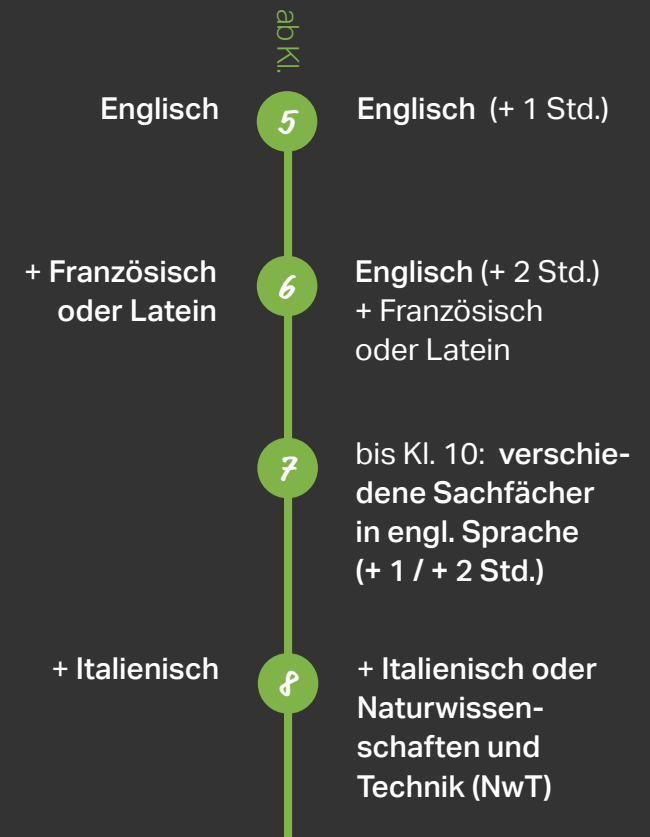 ab Kl.
Englisch
5
Englisch (+ 1 Std.)
+ Französisch
oder Latein
6
Englisch (+ 2 Std.)
+ Französisch
oder Latein
7
bis Kl. 10: verschie-
dene Sachfächer
in engl. Sprache
(+ 1 / + 2 Std.)
+ Italienisch
8
+ Italienisch oder
Naturwissen-
schaften und
Technik (NwT)